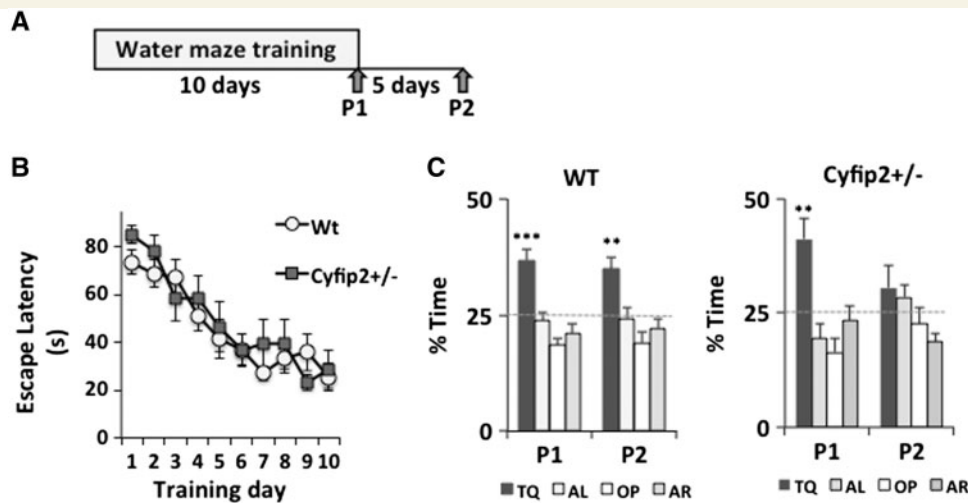 A
Water maze training
10 days
5 days
P1
P2
B
Escape Latency
(s)
80
60
40
20
0
Wt
Cyfip2+/-
1 2 3 4 5 6 7 8 9 10
Training day
C
WT
% Time
50
25
0
***
**
P1 P2
TQ AL OP AR
Cyfip2+/-
% Time
50
25
0
**
P1 P2
TQ AL OP AR